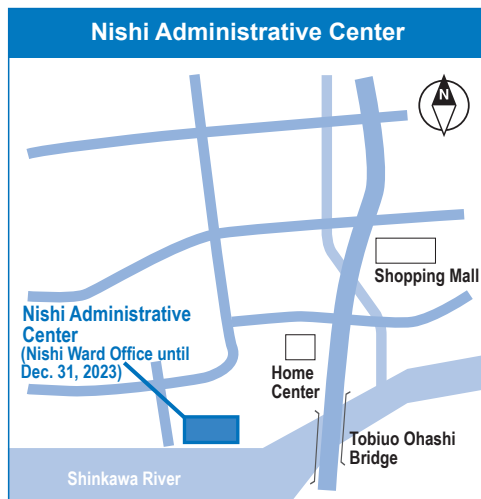 Nishi Administrative Center
N
Shopping Mall
Nishi Administrative
Center
(Nishi Ward Office until
Dec. 31, 2023)
Home
Center
Tobiuo Ohashi
Bridge
Shinkawa River